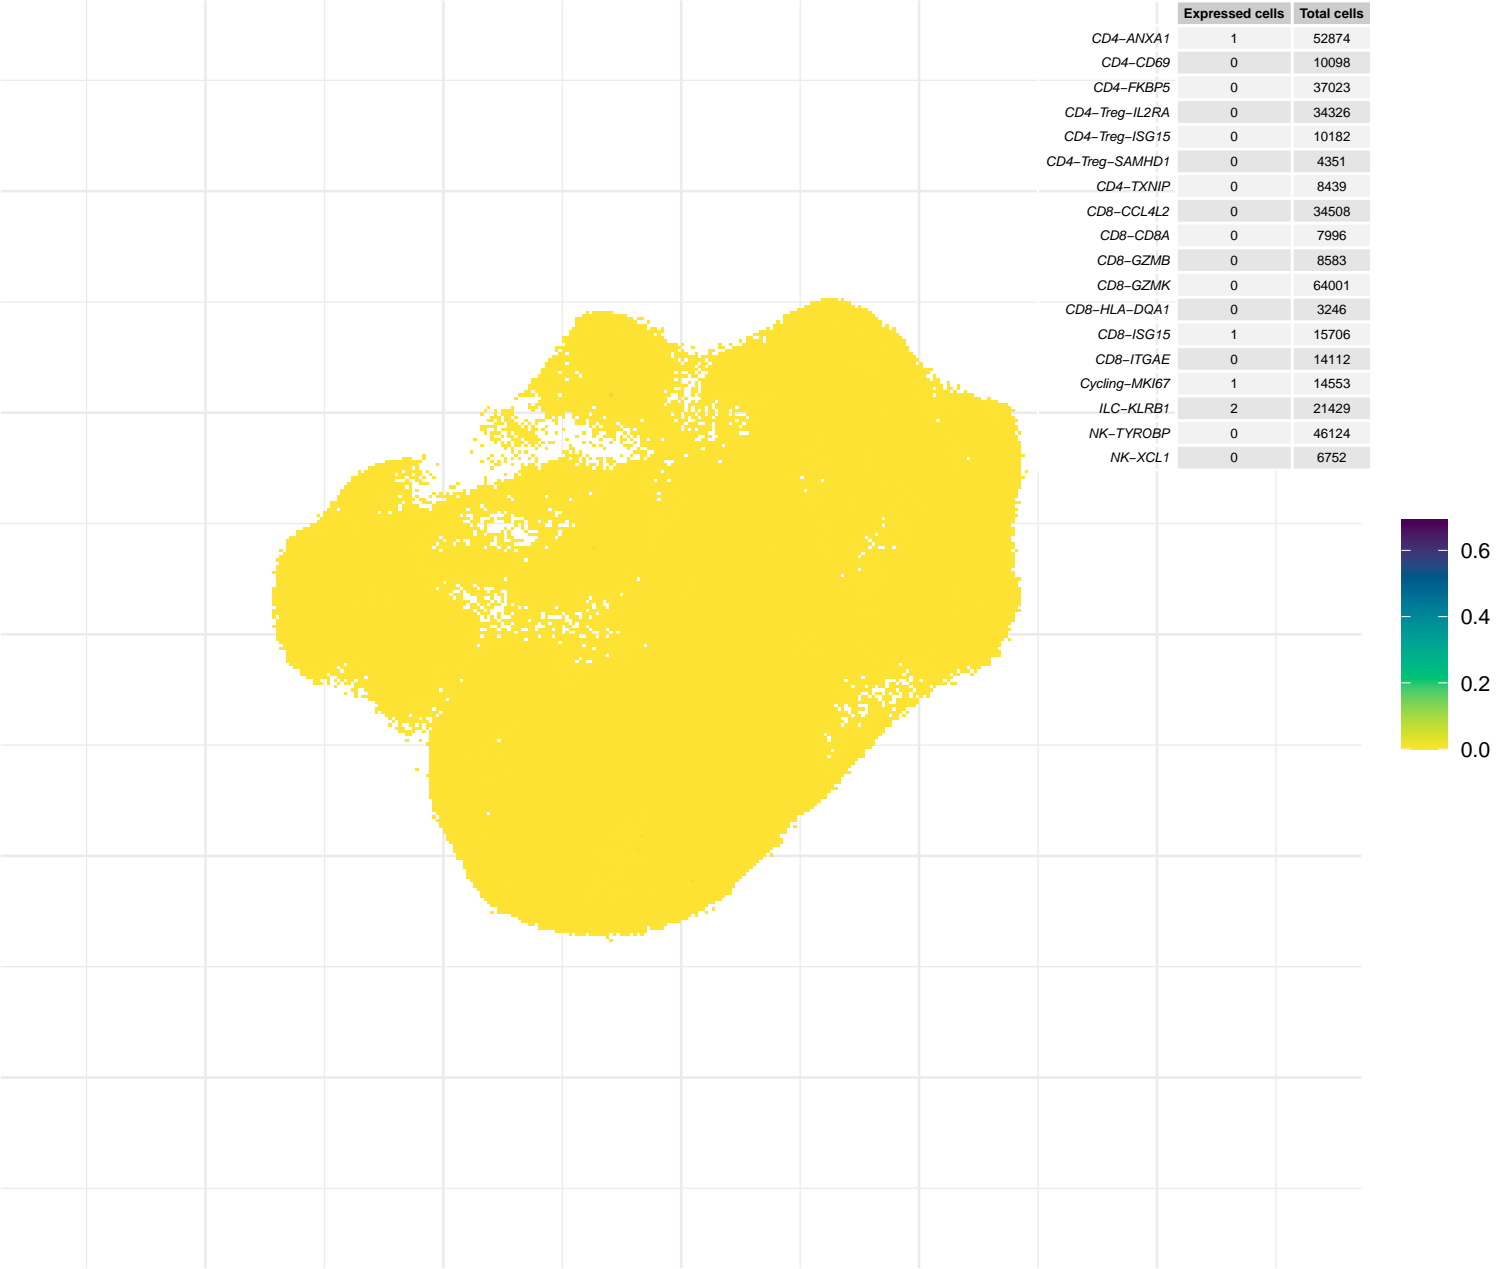 Expressed cells Total cells
CD4−ANXA1 1 52874
CD4−CD69 0 10098
CD4−FKBP5 0 37023
CD4−Treg−IL2RA 0 34326
CD4−Treg−ISG15 0 10182
CD4−Treg−SAMHD1 0 4351
CD4−TXNIP 0 8439
CD8−CCL4L2 0 34508
CD8−CD8A 0 7996
CD8−GZMB 0 8583
CD8−GZMK 0 64001
CD8−HLA−DQA1 0 3246
CD8−ISG15 1 15706
CD8−ITGAE 0 14112
Cycling−MKI67 1 14553
ILC−KLRB1 2 21429
NK−TYROBP 0 46124
NK−XCL1 0 6752
0.6
0.4
0.2
0.0